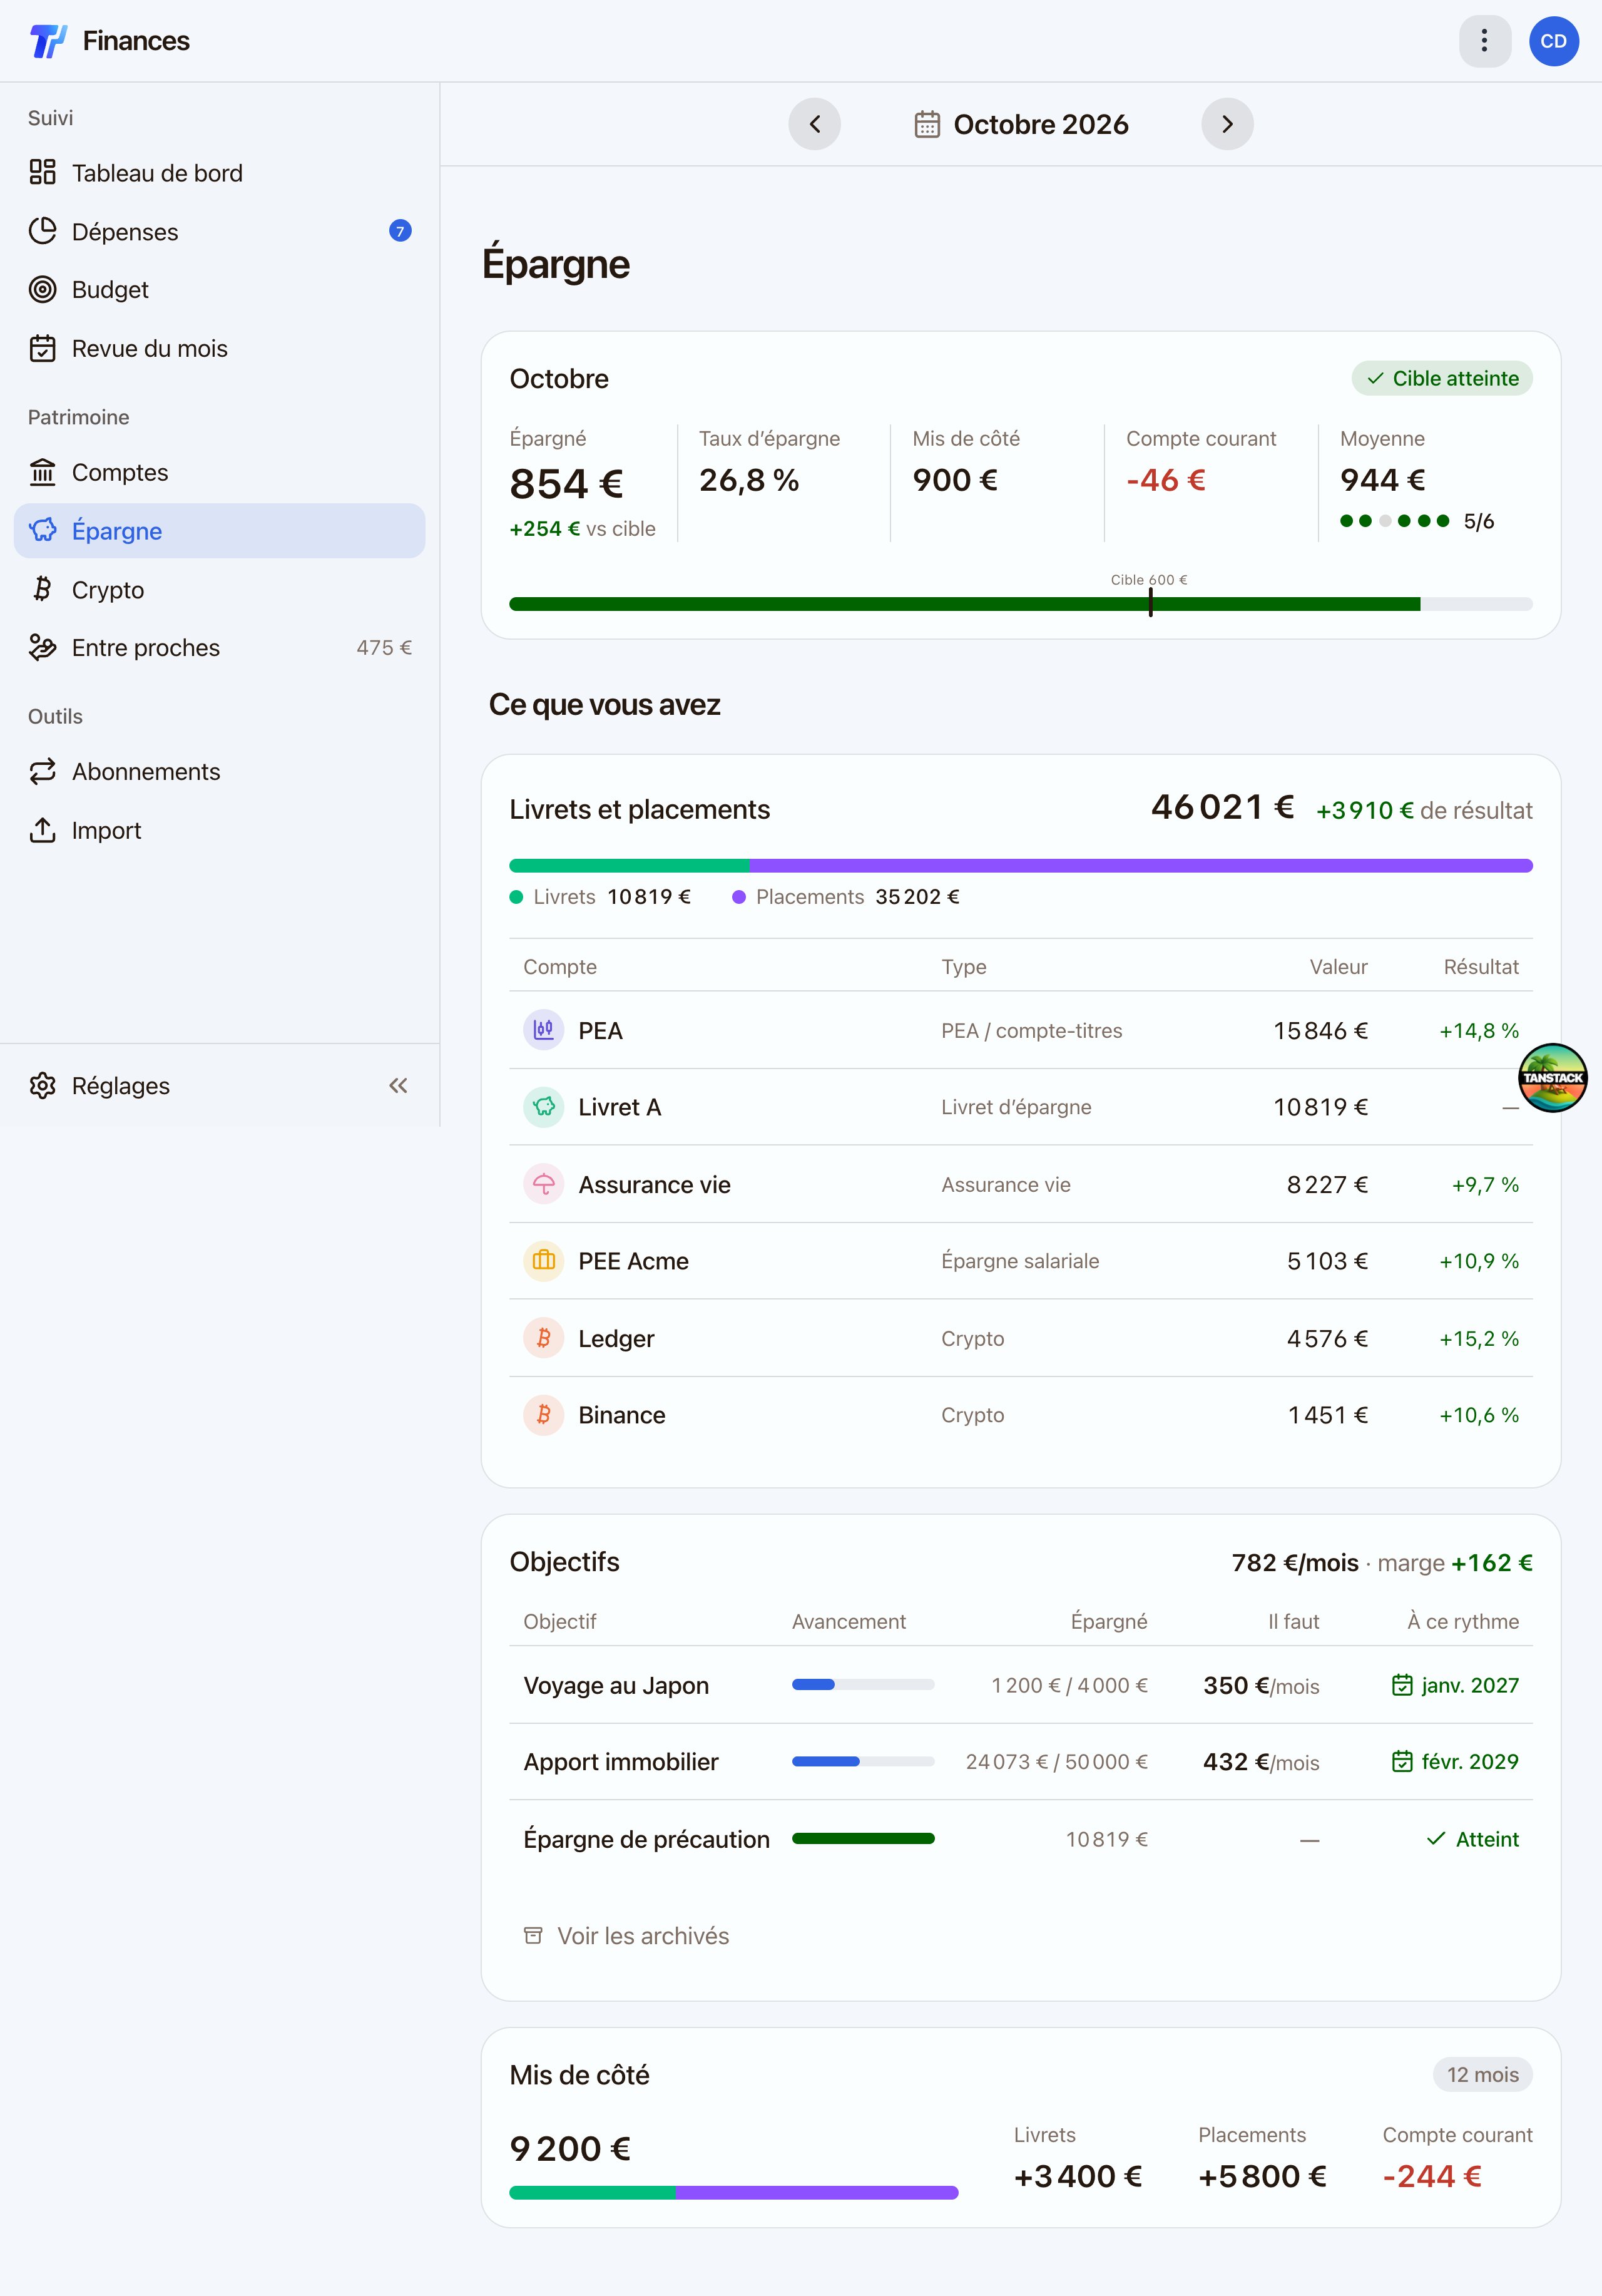 Finances
CD
Suivi
Tableau de bord
Dépenses
7
Budget
Revue du mois
Patrimoine
Comptes
Épargne
Crypto
Entre proches
475 €
Outils
Abonnements
Import
Réglages
Octobre 2026
Épargne
Octobre
Cible atteinte
Épargné
854 €
+254 € vs cible
Taux d’épargne
26,8 %
Mis de côté
900 €
Compte courant
-46 €
Moyenne
944 €
5/6
Cible 600 €
Ce que vous avez
Livrets et placements
46 021 € +3 910 € de résultat
Livrets 10 819 € Placements 35 202 €
Compte Type Valeur Résultat
PEA PEA / compte-titres 15 846 € +14,8 %
Livret A Livret d’épargne 10 819 € —
Assurance vie Assurance vie 8 227 € +9,7 %
PEE Acme Épargne salariale 5 103 € +10,9 %
Ledger Crypto 4 576 € +15,2 %
Binance Crypto 1 451 € +10,6 %
TANSTACK
Objectifs
782 €/mois · marge +162 €
Objectif Avancement Épargné Il faut À ce rythme
Voyage au Japon 1 200 € / 4 000 € 350 €/mois janv. 2027
Apport immobilier 24 073 € / 50 000 € 432 €/mois févr. 2029
Épargne de précaution 10 819 € — Atteint
Voir les archivés
Mis de côté
12 mois
9 200 €
Livrets
+3 400 €
Placements
+5 800 €
Compte courant
-244 €